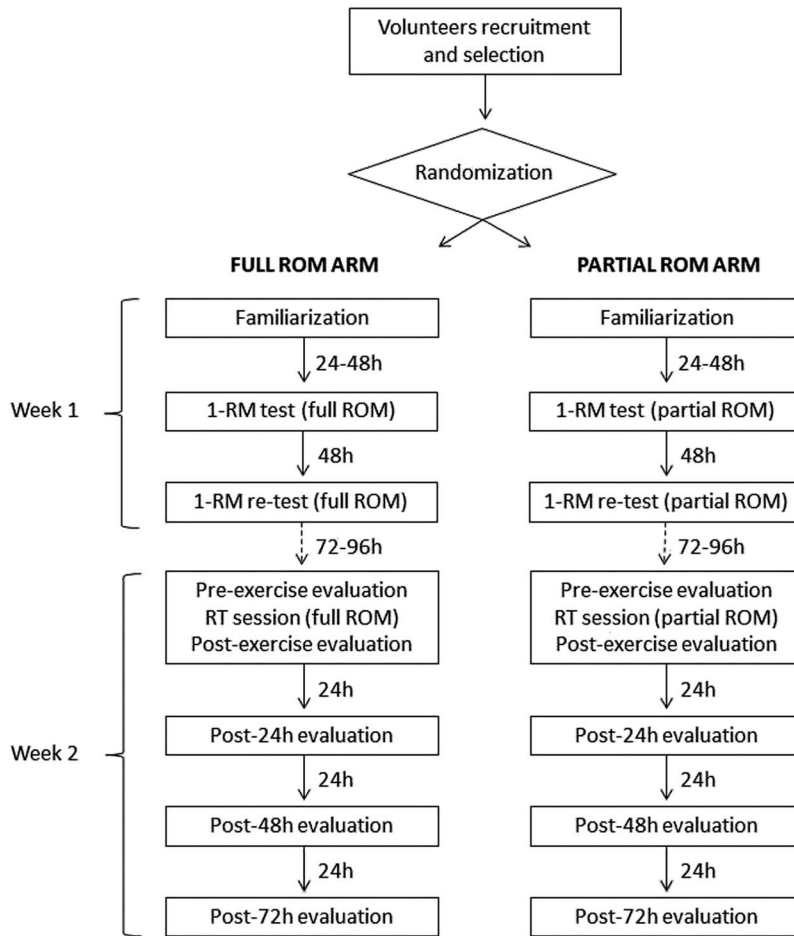 Volunteers recruitment
and selection
Randomization
FULL ROM ARM
PARTIAL ROM ARM
Week 1
Familiarization
Familiarization
24-48h
24-48h
1-RM test (full ROM)
1-RM test (partial ROM)
48h
48h
1-RM re-test (full ROM)
1-RM re-test (partial ROM)
72-96h
72-96h
Week 2
Pre-exercise evaluation
RT session (full ROM)
Post-exercise evaluation
Pre-exercise evaluation
RT session (partial ROM)
Post-exercise evaluation
24h
24h
Post-24h evaluation
Post-24h evaluation
24h
24h
Post-48h evaluation
Post-48h evaluation
24h
24h
Post-72h evaluation
Post-72h evaluation